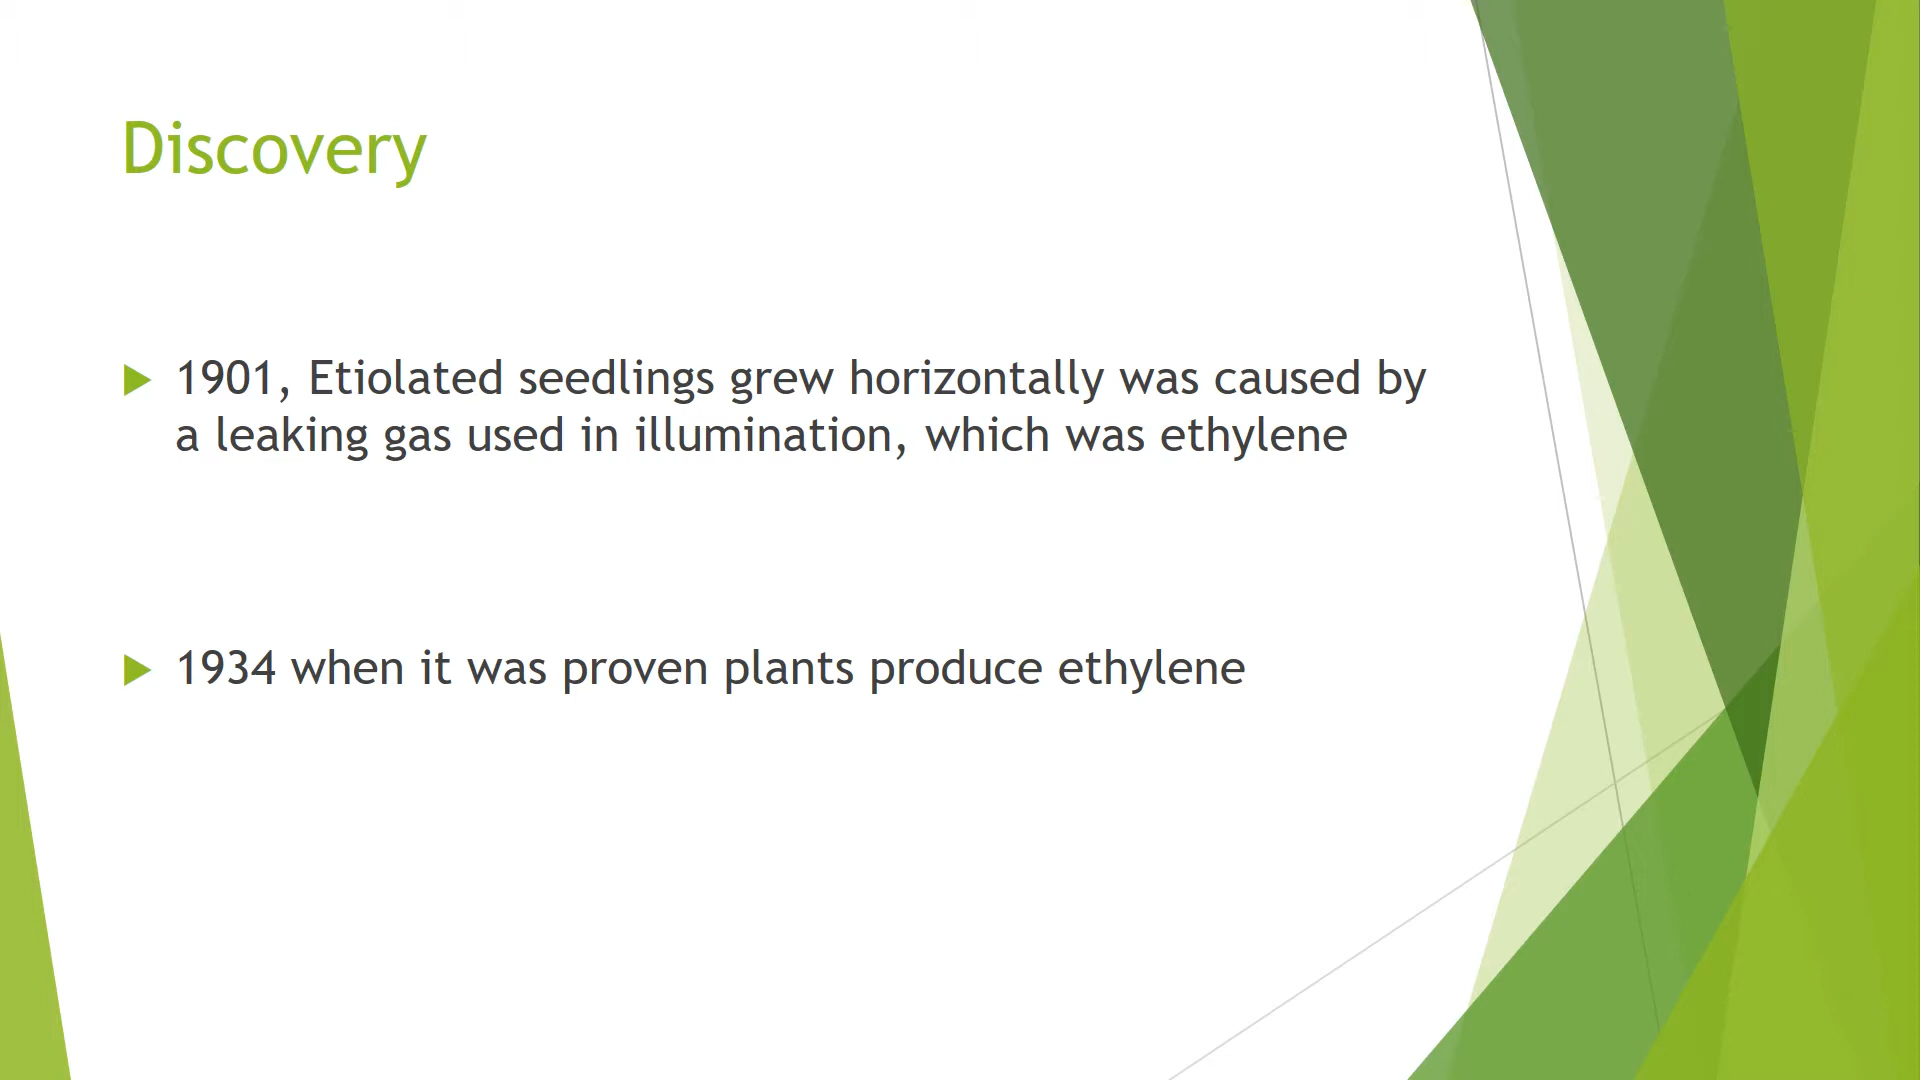 Discovery
1901, Etiolated seedlings grew horizontally was caused by
a leaking gas used in illumination, which was ethylene
1934 when it was proven plants produce ethylene